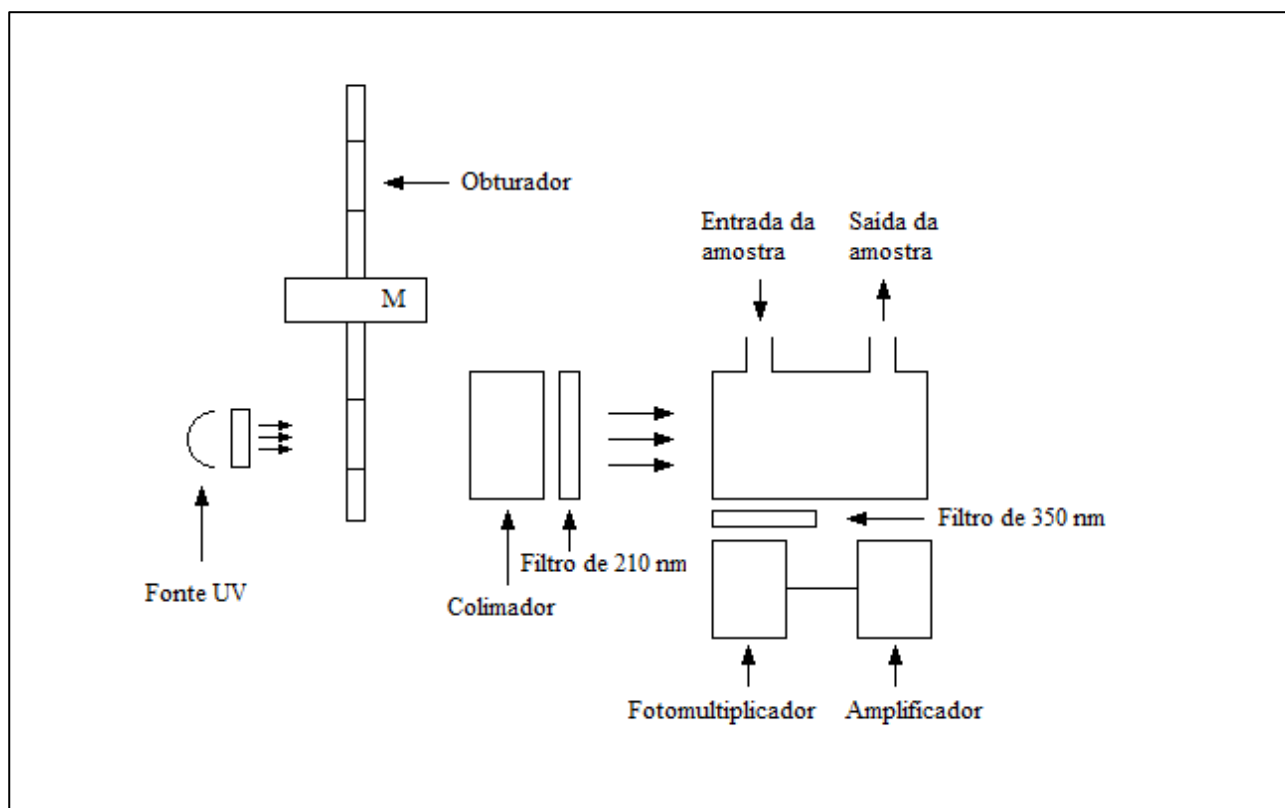 Obturador
Entrada da
amostra
Saída da
amostra
M
Filtro de 350 nm
Filtro de 210 nm
Fonte UV
Colimador
Fotomultiplicador
Amplificador